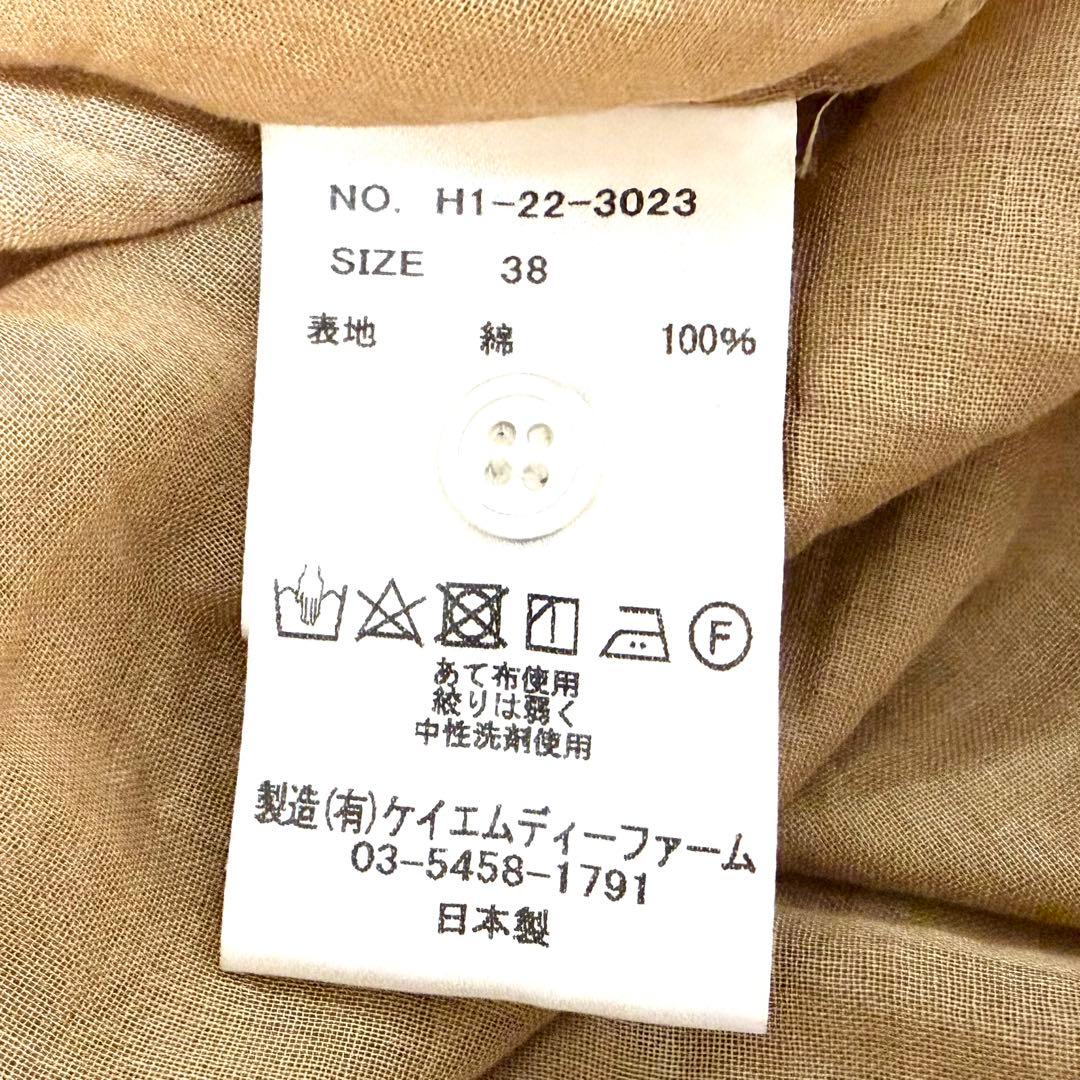 NO. H1-22-3023
SIZE 38
表地 綿 100%
F
あて布使用
絞りは弱く
中性洗剤使用
製造(有)ケイエムディーファーム
03-5458-1791
日本製